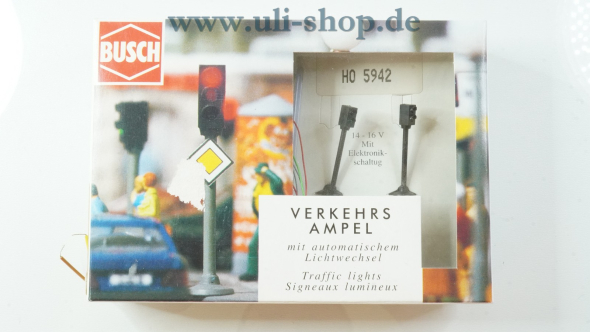 www.uli-shop.de
BUSCH
HO 5942
14 - 16 V
Mit
Elektronik-
schaltug
VERKEHRS
AMPEL
mit automatischem
Lichtwechsel
Traffic lights
Signeaux lumineux